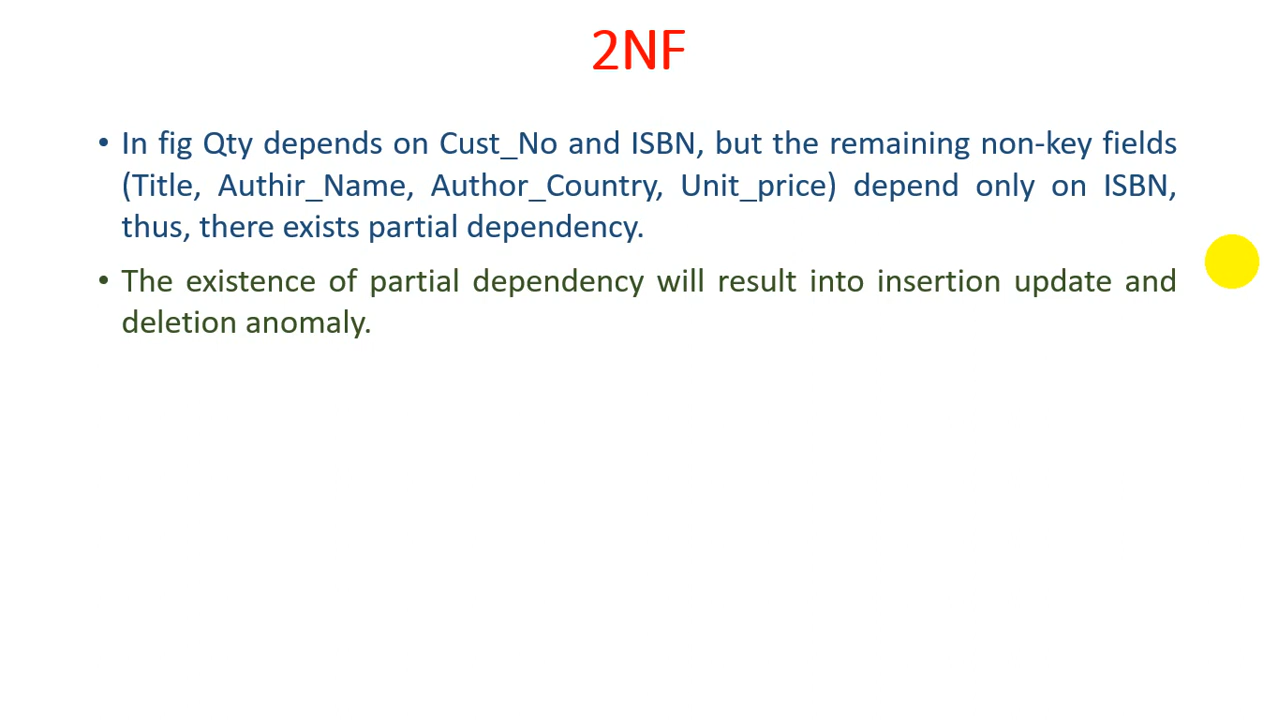 2NF
• In fig Qty depends on Cust_No and ISBN, but the remaining non-key fields
(Title, Authir_Name, Author_Country, Unit_price) depend only on ISBN,
thus, there exists partial dependency.
• The existence of partial dependency will result into insertion update and
deletion anomaly.